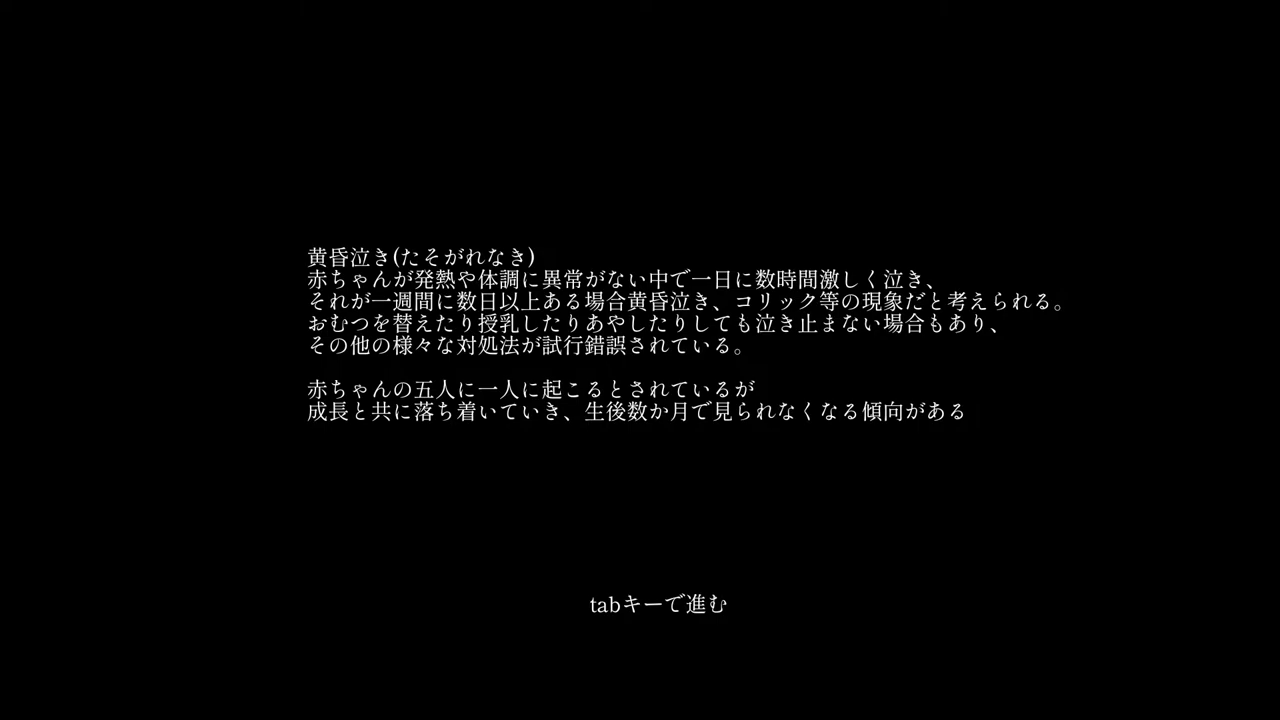 黄昏泣き(たそがれなき)
赤ちゃんが発熱や体調に異常がない中で一日に数時間激しく泣き、
それが一週間に数日以上ある場合黄昏泣き、コリック等の現象だと考えられる。
おむつを替えたり授乳したりあやしたりしても泣き止まない場合もあり、
その他の様々な対処法が試行錯誤されている。
赤ちゃんの五人に一人に起こるとされているが
成長と共に落ち着いていき、生後数か月で見られなくなる傾向がある
tabキーで進む